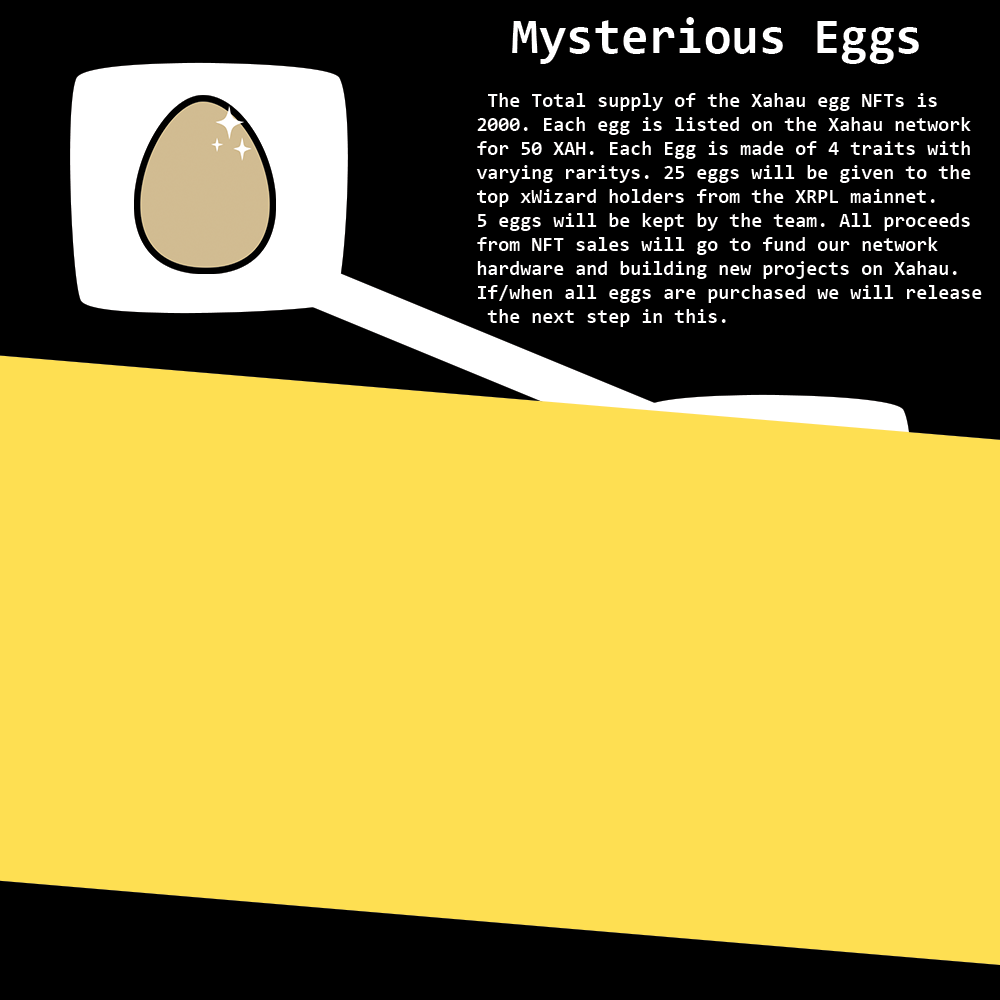 Mysterious Eggs
The Total supply of the Xahau egg NFTs is
2000. Each egg is listed on the Xahau network
for 50 XAH. Each Egg is made of 4 traits with
varying raritys. 25 eggs will be given to the
top xWizard holders from the XRPL mainnet.
5 eggs will be kept by the team. All proceeds
from NFT sales will go to fund our network
hardware and building new projects on Xahau.
If/when all eggs are purchased we will release
the next step in this.